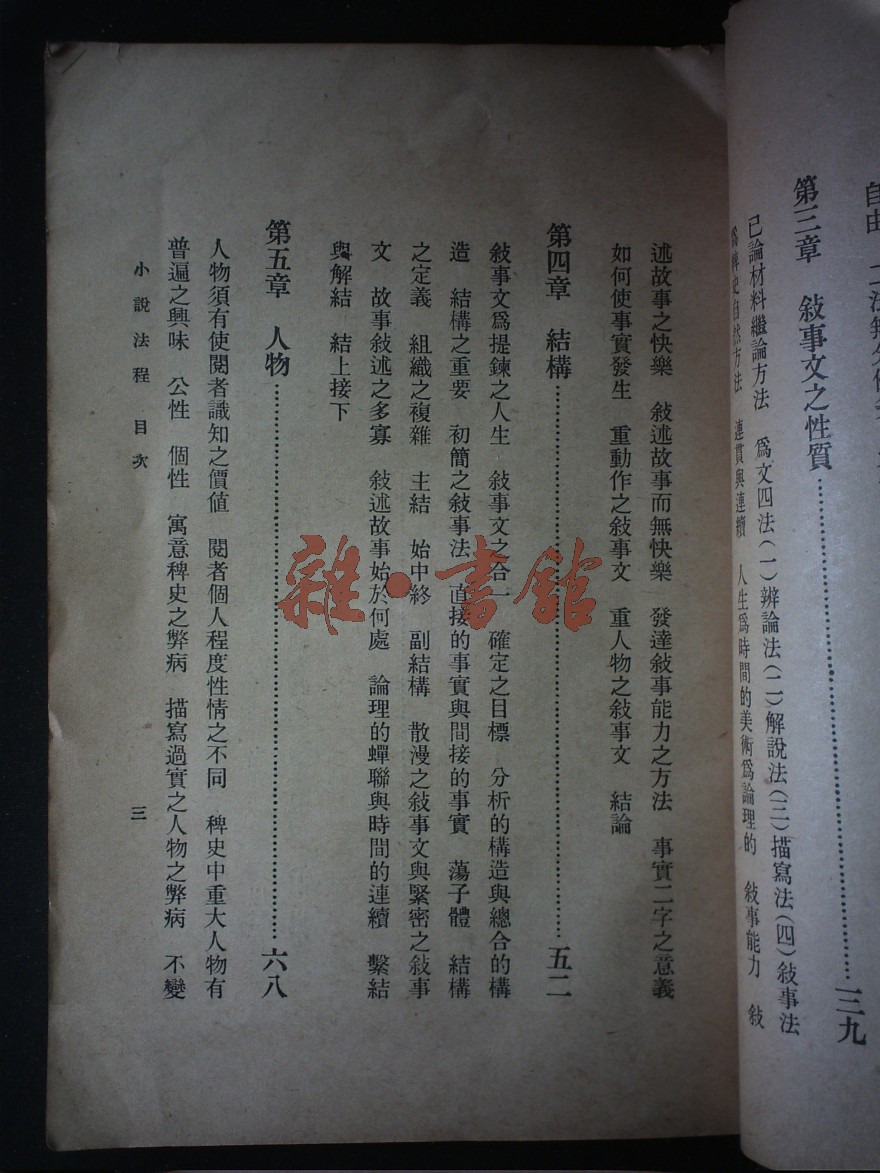 自由
第三章 敍事文之性質……三九
已論材料繼論方法 爲文四法(一)辨論法(二)解說法(三)描寫法(四)敍事法
爲稗史自然方法 連貫與連續 人生爲時間的美術爲論理的 敍事能力 敍
述故事之快樂 敍述故事而無快樂 發達敍事能力之方法 事實二字之意義
如何使事實發生 重動作之敍事文 重人物之敍事文 結論
第四章 結構……五二
敍事文爲提鍊之人生 敍事文之合一 確定之目標 分析的構造與總合的構
造 結構之重要 初簡之敍事法 直接的事實與間接的事實 蕩子體 結構
之定義 組織之複雜 主結 始中終 副結構 散漫之敍事文與緊密之敍事
文 故事敍述之多寡 敍述故事始於何處 論理的蟬聯與時間的連續 繫結
與解結 結上接下
第五章 人物……六八
人物須有使閱者識知之價値 閱者個人程度性情之不同 稗史中重大人物有
普遍之興味 公性 個性 寓意稗史之弊病 描寫過實之人物之弊病 不變
小說法程 目次 三
雜·書館